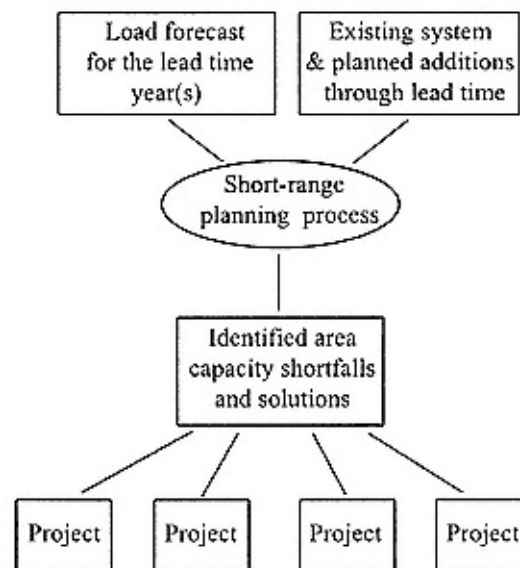 Load forecast
for the lead time
year(s)
Existing system
& planned additions
through lead time
Short-range
planning process
Identified area
capacity shortfalls
and solutions
Project
Project
Project
Project